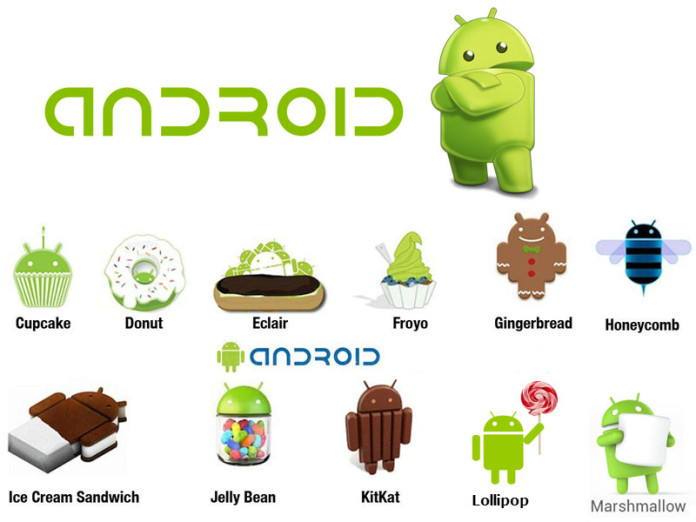 ANDROID
Cupcake
Donut
Eclair
Froyo
Gingerbread
Honeycomb
ANDROID
Ice Cream Sandwich
Jelly Bean
KitKat
Lollipop
Marshmallow